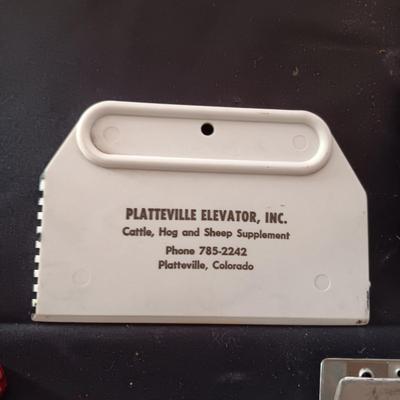 PLATTEVILLE ELEVATOR, INC.
Cattle, Hog and Sheep Supplement
Phone 785-2242
Platteville, Colorado